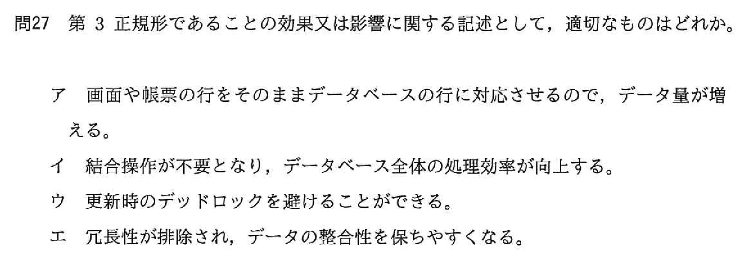 問27 第 3 正規形であることの効果又は影響に関する記述として，適切なものはどれか。
ア 画面や帳票の行をそのままデータベースの行に対応させるので，データ量が増
える。
イ 結合操作が不要となり，データベース全体の処理効率が向上する。
ウ 更新時のデッドロックを避けることができる。
エ 冗長性が排除され，データの整合性を保ちやすくなる。